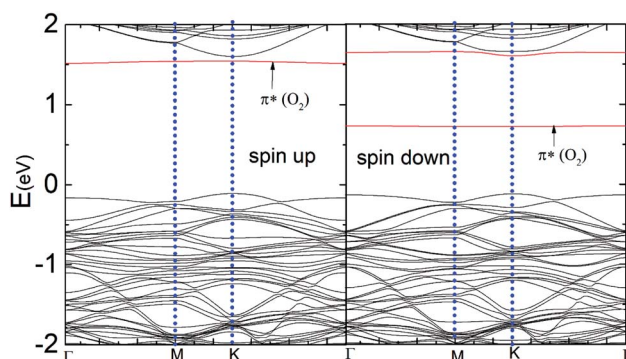 2
1
0
-1
-2
E(eV)
π* (O₂)
spin up
spin down
π* (O₂)
Γ M K Γ M K Γ